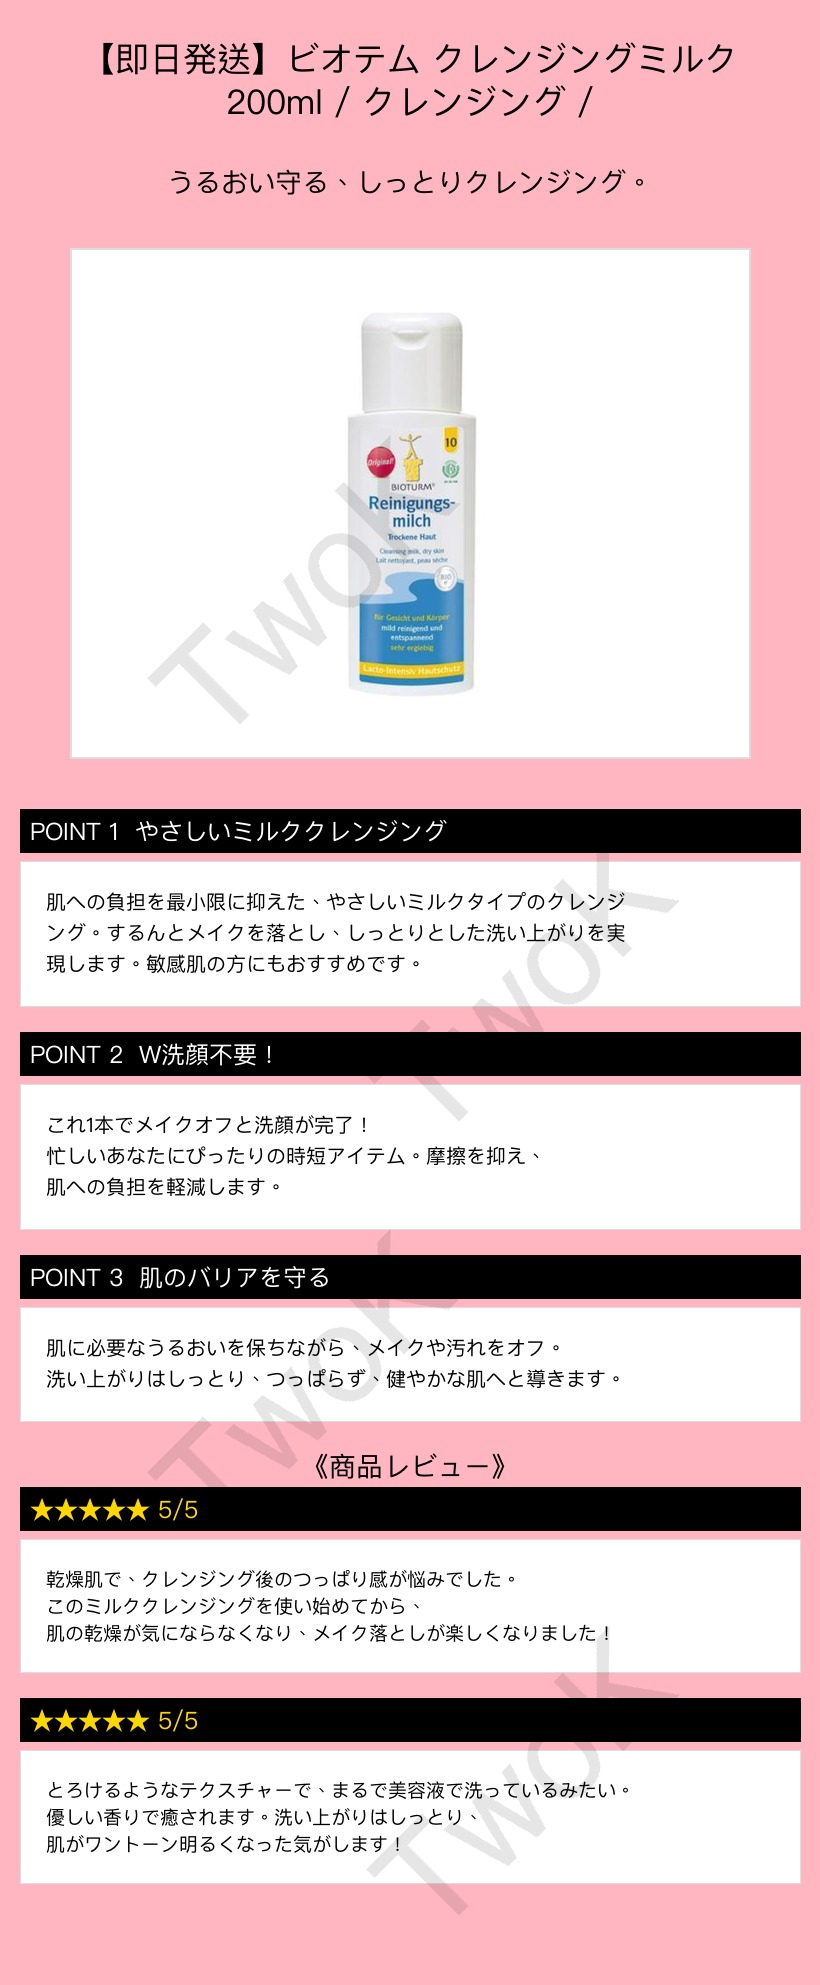 【即日発送】ビオテム クレンジングミルク
200ml / クレンジング /
うるおい守る、しっとりクレンジング。
Original!
10
BIOTURM®
Reinigungs-
milch
Trockene Haut
Cleansing milk, dry skin
Lait nettoyant, peau sèche
BIO
für Gesicht und Körper
mild reinigend und
entspannend
sehr ergiebig
Lacto-Intensiv Hautschutz
TwoK
POINT 1 やさしいミルククレンジング
肌への負担を最小限に抑えた、やさしいミルクタイプのクレンジ
ング。するんとメイクを落とし、しっとりとした洗い上がりを実
現します。敏感肌の方にもおすすめです。
TwoK
POINT 2 W洗顔不要！
これ1本でメイクオフと洗顔が完了！
忙しいあなたにぴったりの時短アイテム。摩擦を抑え、
肌への負担を軽減します。
POINT 3 肌のバリアを守る
肌に必要なうるおいを保ちながら、メイクや汚れをオフ。
洗い上がりはしっとり、つっぱらず、健やかな肌へと導きます。
TwoK
《商品レビュー》
★★★★★ 5/5
乾燥肌で、クレンジング後のつっぱり感が悩みでした。
このミルククレンジングを使い始めてから、
肌の乾燥が気にならなくなり、メイク落としが楽しくなりました！
★★★★★ 5/5
とろけるようなテクスチャーで、まるで美容液で洗っているみたい。
優しい香りで癒されます。洗い上がりはしっとり、
肌がワントーン明るくなった気がします！
TwoK